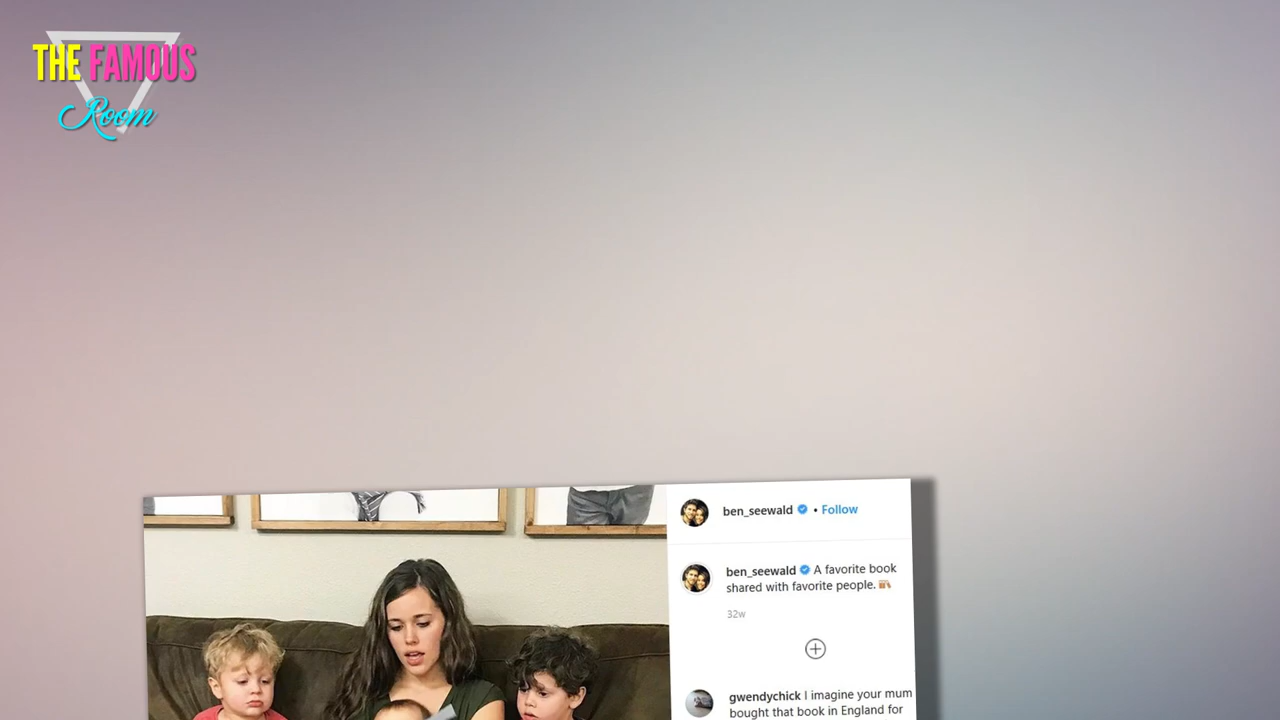 THE FAMOUS
Room
ben_seewald • Follow
ben_seewald A favorite book
shared with favorite people.
32w
gwendychick I imagine your mum
bought that book in England for